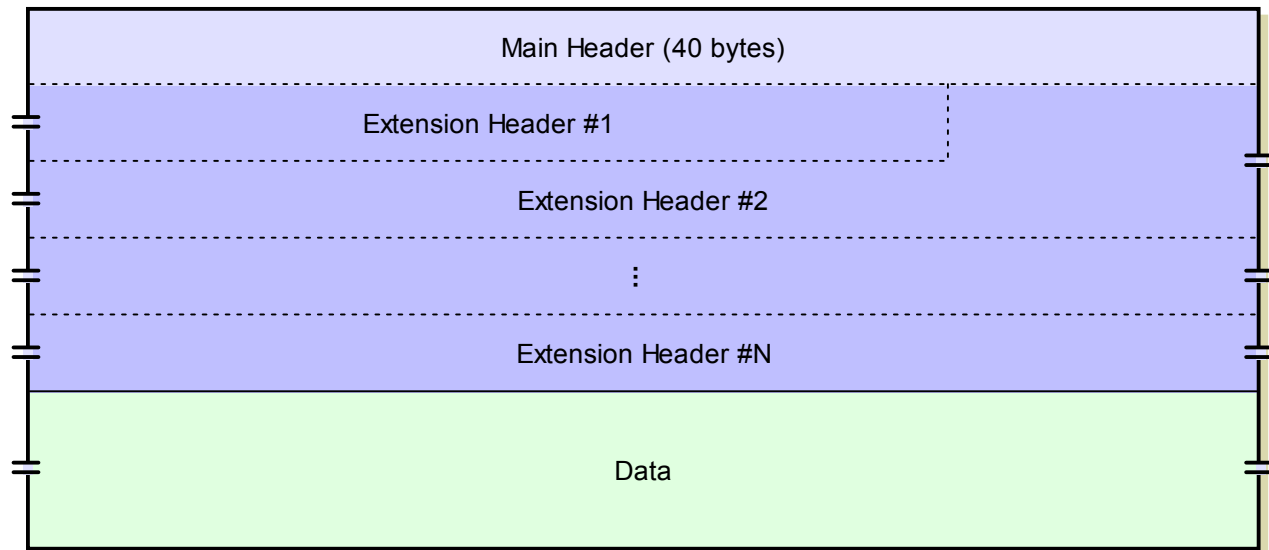 Main Header (40 bytes)
Extension Header #1
Extension Header #2
⋮
Extension Header #N
Data